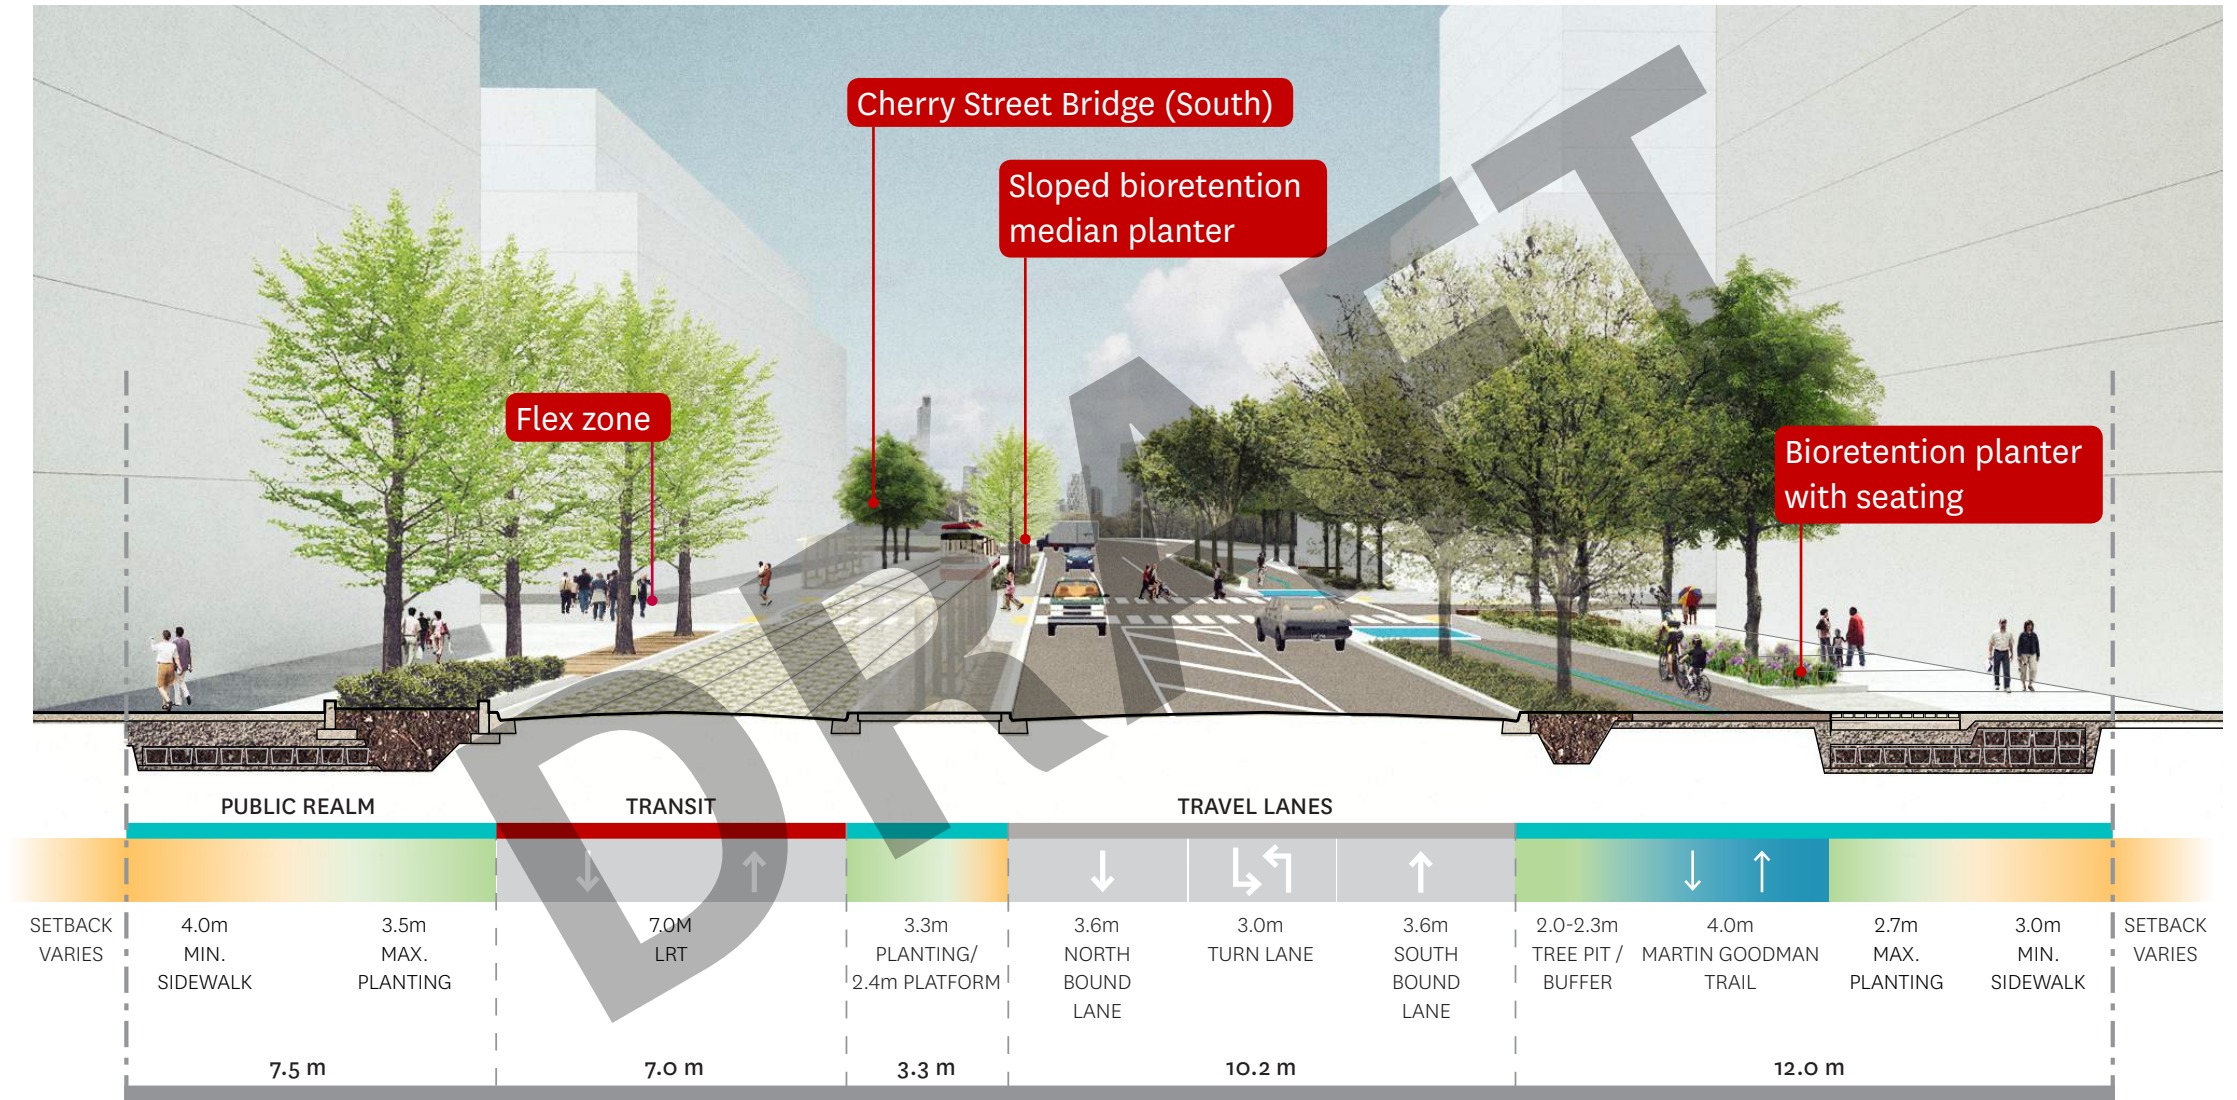 Cherry Street Bridge (South)
Sloped bioretention
median planter
Flex zone
Bioretention planter
with seating
DRAFT
PUBLIC REALM
TRANSIT
TRAVEL LANES
SETBACK
VARIES
4.0m
MIN.
SIDEWALK
3.5m
MAX.
PLANTING
7.0M
LRT
3.3m
PLANTING/
2.4m PLATFORM
3.6m
NORTH
BOUND
LANE
3.0m
TURN LANE
3.6m
SOUTH
BOUND
LANE
2.0-2.3m
TREE PIT /
BUFFER
4.0m
MARTIN GOODMAN
TRAIL
2.7m
MAX.
PLANTING
3.0m
MIN.
SIDEWALK
SETBACK
VARIES
7.5 m
7.0 m
3.3 m
10.2 m
12.0 m